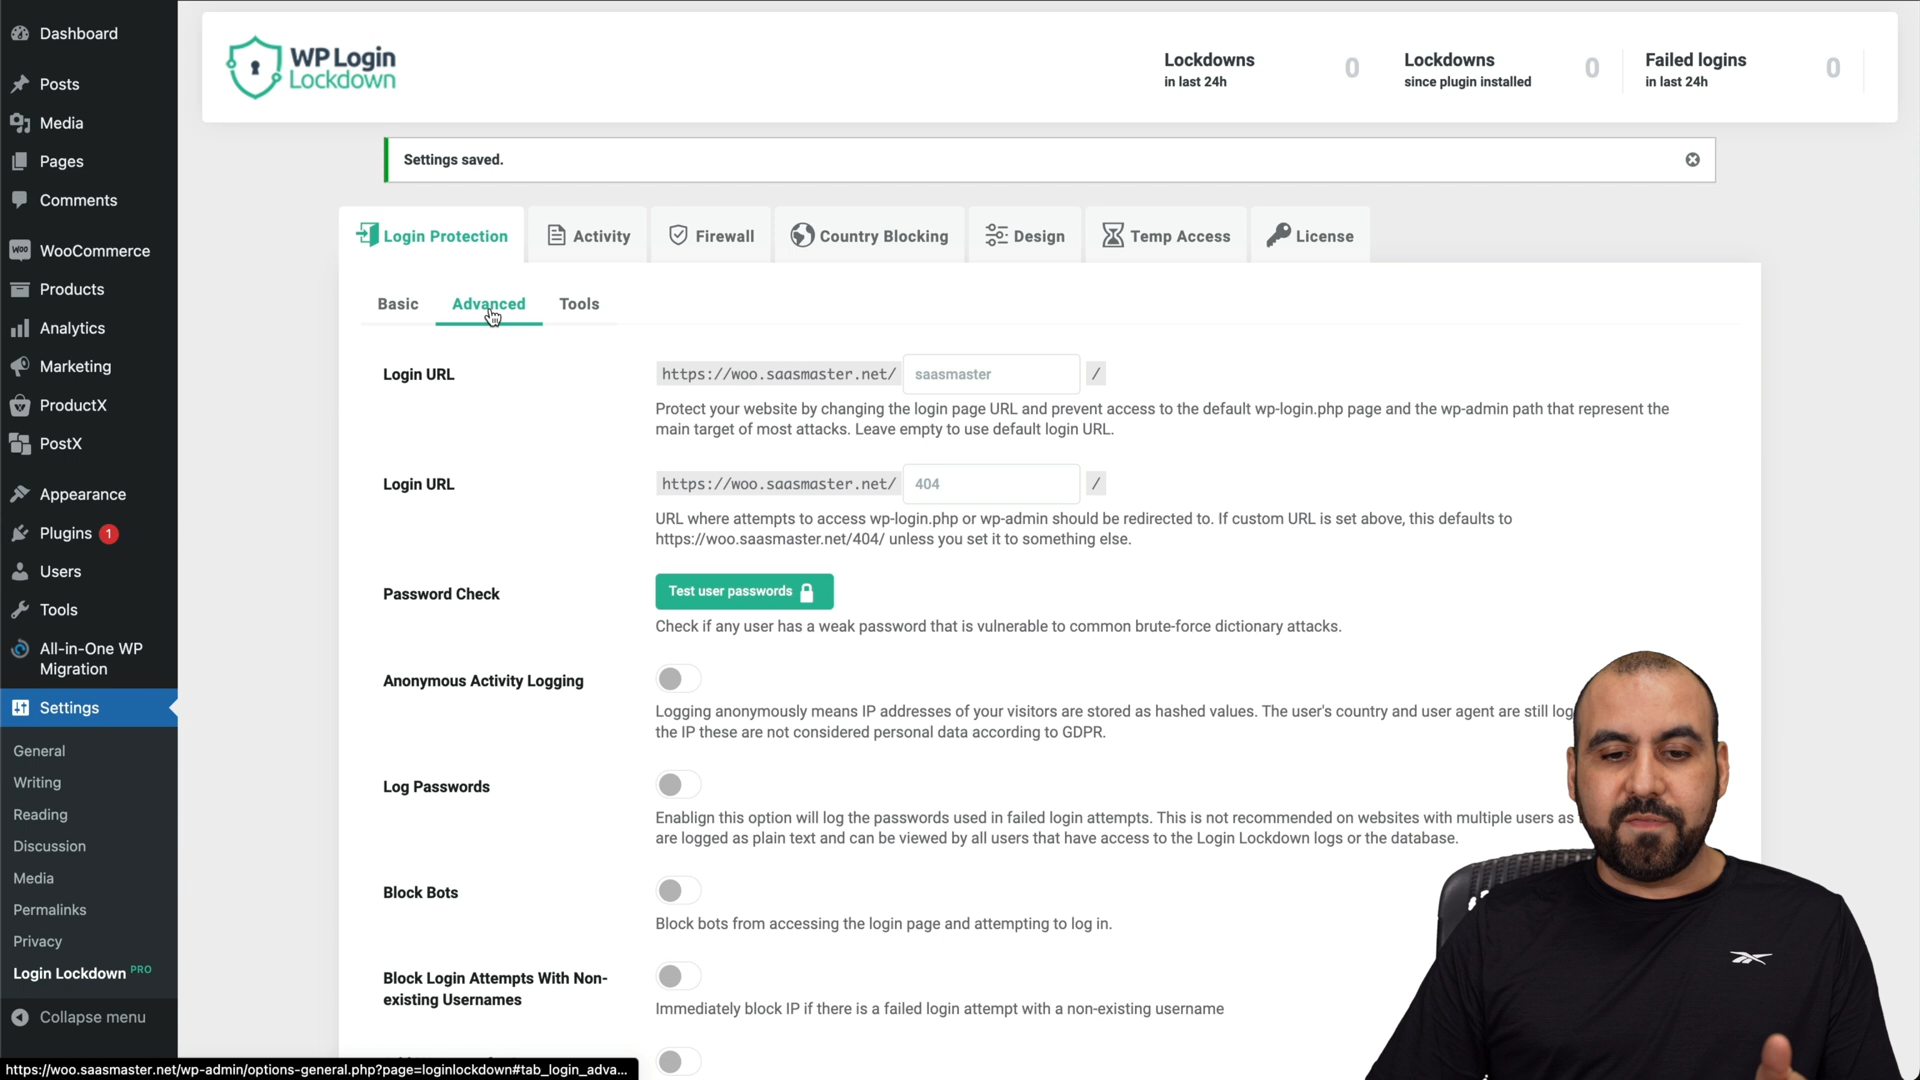 Dashboard
Posts
Media
Pages
Comments
WooCommerce
Products
Analytics
Marketing
ProductX
PostX
Appearance
Plugins 1
Users
Tools
All-in-One WP
Migration
Settings
General
Writing
Reading
Discussion
Media
Permalinks
Privacy
Login Lockdown PRO
Collapse menu
WP Login
Lockdown
Lockdowns
in last 24h
0
Lockdowns
since plugin installed
0
Failed logins
in last 24h
0
Settings saved.
Login Protection
Activity
Firewall
Country Blocking
Design
Temp Access
License
Basic
Advanced
Tools
Login URL
https://woo.saasmaster.net/ saasmaster /
Protect your website by changing the login page URL and prevent access to the default wp-login.php page and the wp-admin path that represent the
main target of most attacks. Leave empty to use default login URL.
Login URL
https://woo.saasmaster.net/ 404 /
URL where attempts to access wp-login.php or wp-admin should be redirected to. If custom URL is set above, this defaults to
https://woo.saasmaster.net/404/ unless you set it to something else.
Password Check
Test user passwords
Check if any user has a weak password that is vulnerable to common brute-force dictionary attacks.
Anonymous Activity Logging
Logging anonymously means IP addresses of your visitors are stored as hashed values. The user's country and user agent are still log
the IP these are not considered personal data according to GDPR.
Log Passwords
Enablign this option will log the passwords used in failed login attempts. This is not recommended on websites with multiple users as
are logged as plain text and can be viewed by all users that have access to the Login Lockdown logs or the database.
Block Bots
Block bots from accessing the login page and attempting to log in.
Block Login Attempts With Non-
existing Usernames
Immediately block IP if there is a failed login attempt with a non-existing username
https://woo.saasmaster.net/wp-admin/options-general.php?page=loginlockdown#tab_login_adva...